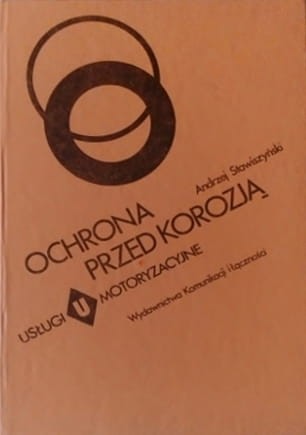 Andrzej Stawiszyński
OCHRONA
PRZED KOROZJĄ
USŁUGI U MOTORYZACYJNE
Wydawnictwa Komunikacji i Łączności